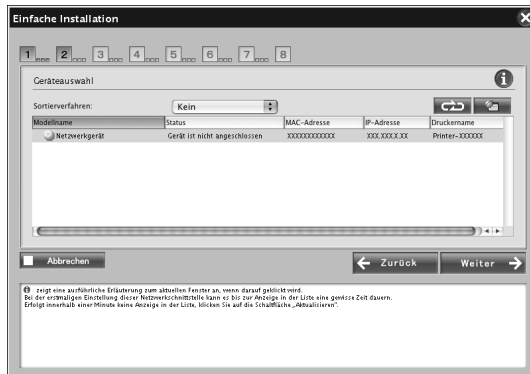 Einfache Installation
1 2 3 4 5 6 7 8
Geräteauswahl
Sortierverfahren: Kein
Modellname Status MAC-Adresse IP-Adresse Druckername
Netzwerkgerät Gerät ist nicht angeschlossen XXXXXXXXXXXX XXX.XXX.X.XX Printer-XXXXXX
Abbrechen Zurück Weiter
i zeigt eine ausführliche Erläuterung zum aktuellen Fenster an, wenn darauf geklickt wird.
Bei der erstmaligen Einstellung dieser Netzwerkschnittstelle kann es bis zur Anzeige in der Liste eine gewisse Zeit dauern.
Erfolgt innerhalb einer Minute keine Anzeige in der Liste, klicken Sie auf die Schaltfläche „Aktualisieren".